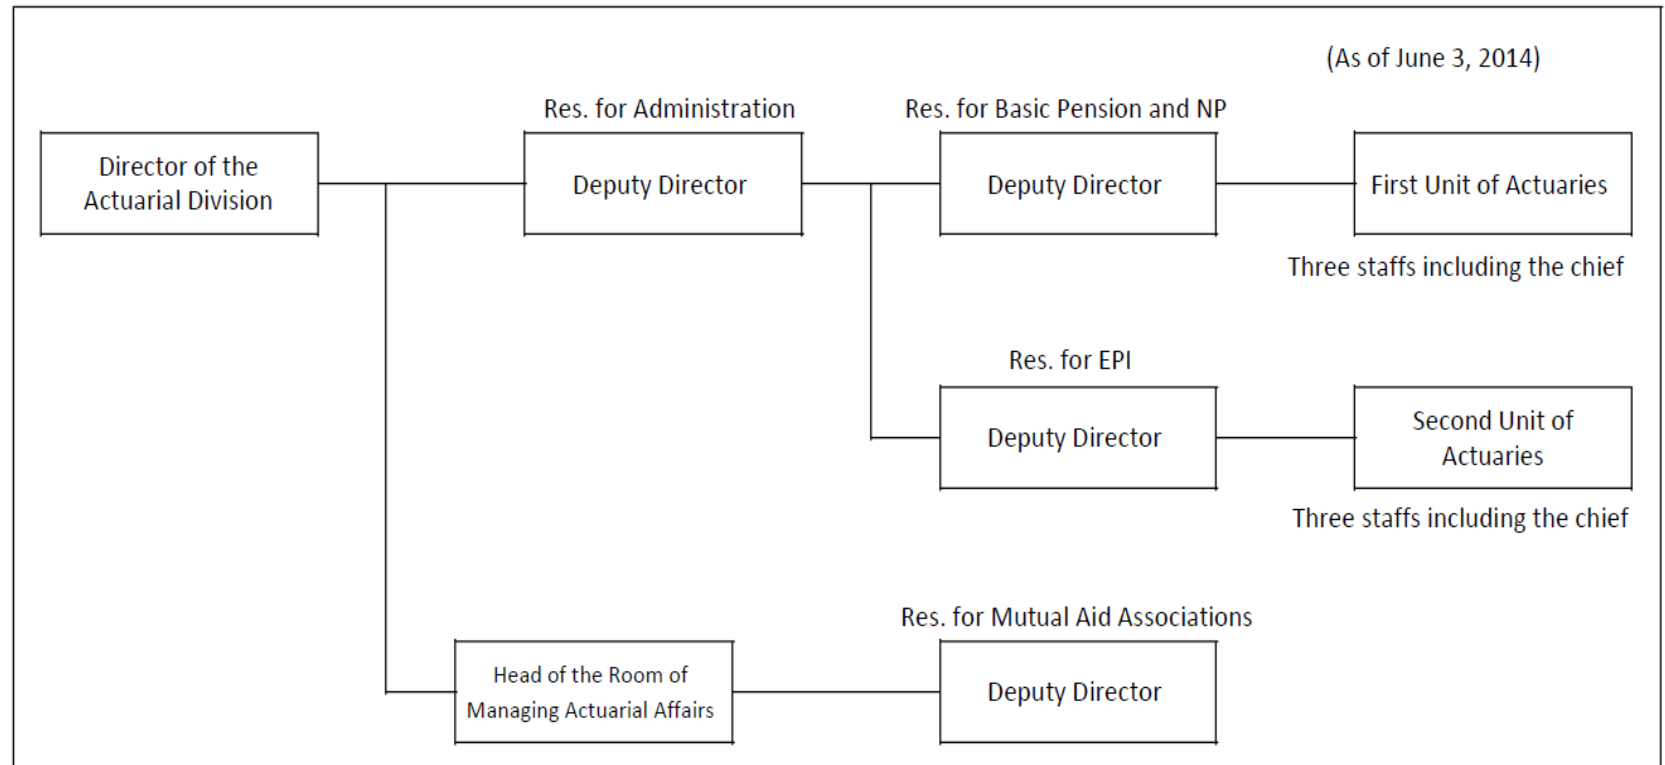 (As of June 3, 2014)
Res. for Administration
Res. for Basic Pension and NP
Director of the
Actuarial Division
Deputy Director
Deputy Director
First Unit of Actuaries
Three staffs including the chief
Res. for EPI
Deputy Director
Second Unit of
Actuaries
Three staffs including the chief
Res. for Mutual Aid Associations
Head of the Room of
Managing Actuarial Affairs
Deputy Director